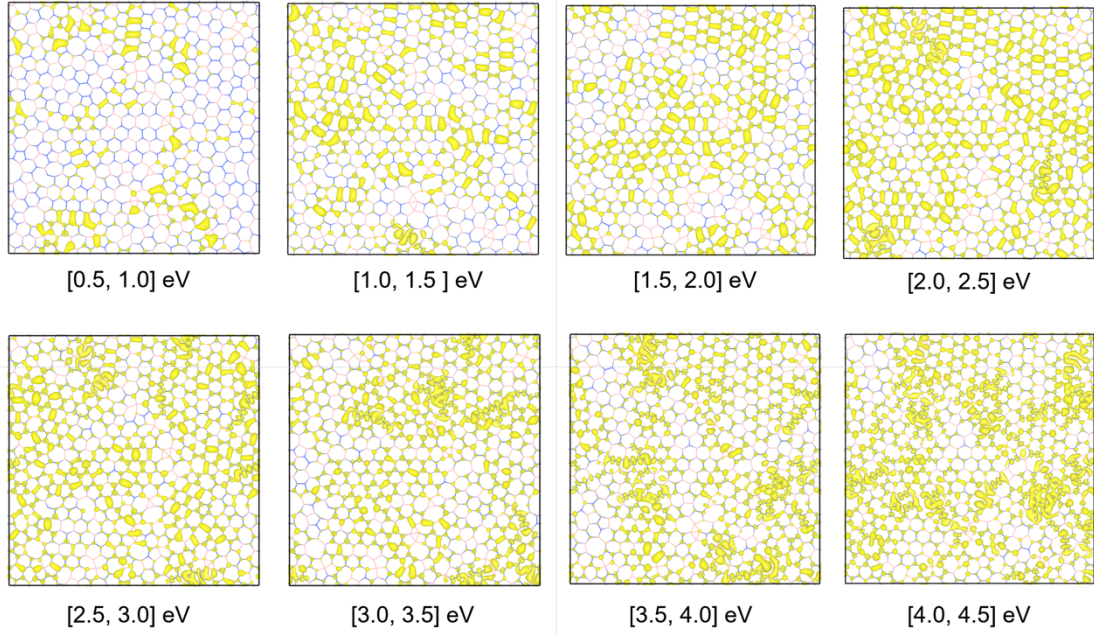 [0.5, 1.0] eV
[1.0, 1.5 ] eV
[1.5, 2.0] eV
[2.0, 2.5] eV
[2.5, 3.0] eV
[3.0, 3.5] eV
[3.5, 4.0] eV
[4.0, 4.5] eV